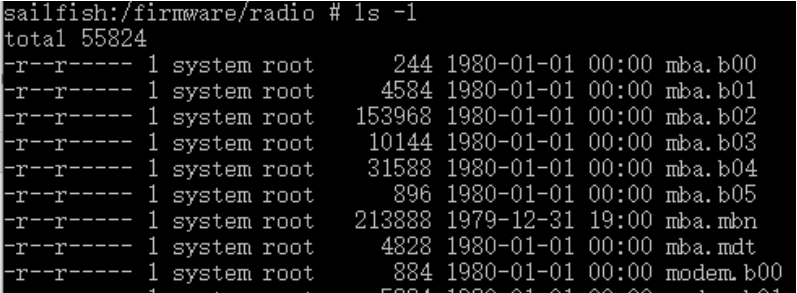 sailfish:/firmware/radio # ls -l
total 55824
-r--r----- 1 system root 244 1980-01-01 00:00 mba.b00
-r--r----- 1 system root 4584 1980-01-01 00:00 mba.b01
-r--r----- 1 system root 153968 1980-01-01 00:00 mba.b02
-r--r----- 1 system root 10144 1980-01-01 00:00 mba.b03
-r--r----- 1 system root 31588 1980-01-01 00:00 mba.b04
-r--r----- 1 system root 896 1980-01-01 00:00 mba.b05
-r--r----- 1 system root 213888 1979-12-31 19:00 mba.mbn
-r--r----- 1 system root 4828 1980-01-01 00:00 mba.mdt
-r--r----- 1 system root 884 1980-01-01 00:00 modem.b00